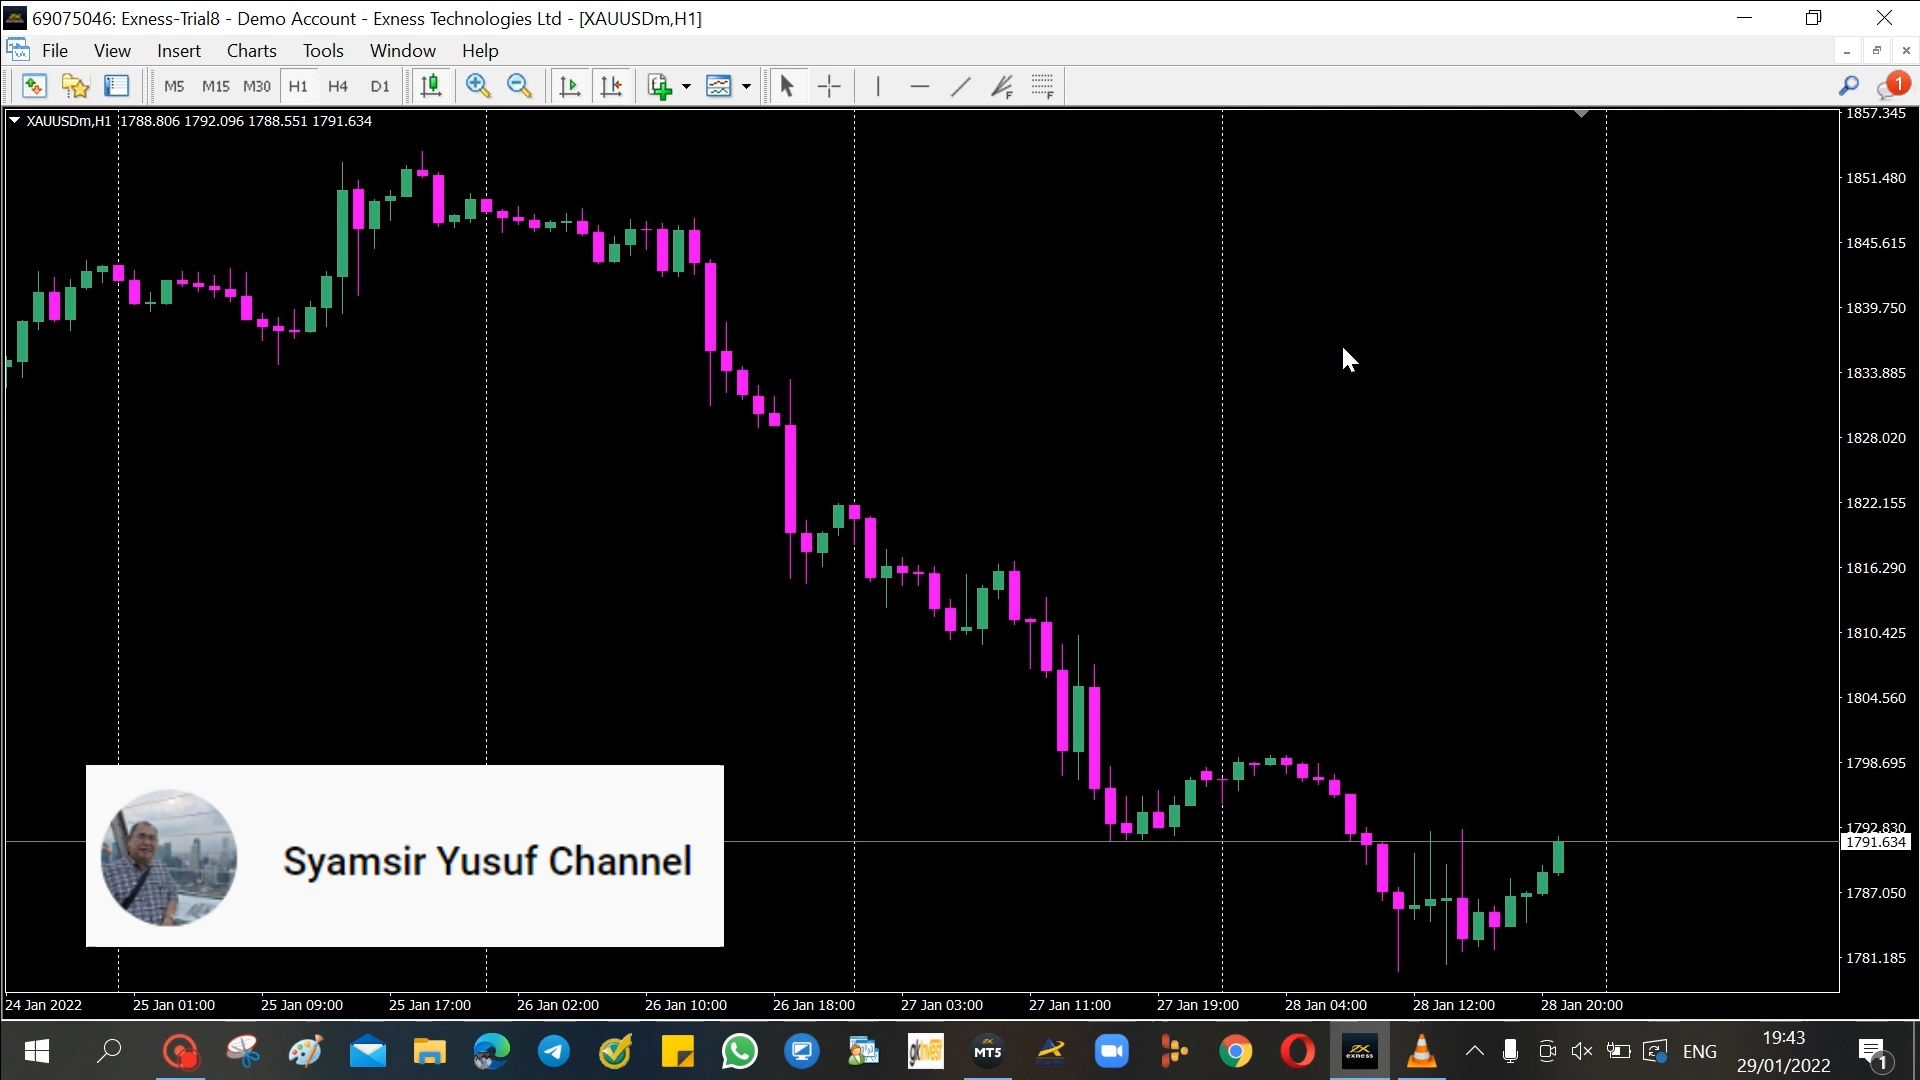 69075046: Exness-Trial8 - Demo Account - Exness Technologies Ltd - [XAUUSDm,H1]
File View Insert Charts Tools Window Help
M5 M15 M30 H1 H4 D1
1
XAUUSDm,H1 1788.806 1792.096 1788.551 1791.634
1857.345
1851.480
1845.615
1839.750
1833.885
1828.020
1822.155
1816.290
1810.425
1804.560
1798.695
1792.830
1791.634
1787.050
1781.185
Syamsir Yusuf Channel
24 Jan 2022 25 Jan 01:00 25 Jan 09:00 25 Jan 17:00 26 Jan 02:00 26 Jan 10:00 26 Jan 18:00 27 Jan 03:00 27 Jan 11:00 27 Jan 19:00 28 Jan 04:00 28 Jan 12:00 28 Jan 20:00
gkinvest MT5 exness ENG
19:43
29/01/2022
1